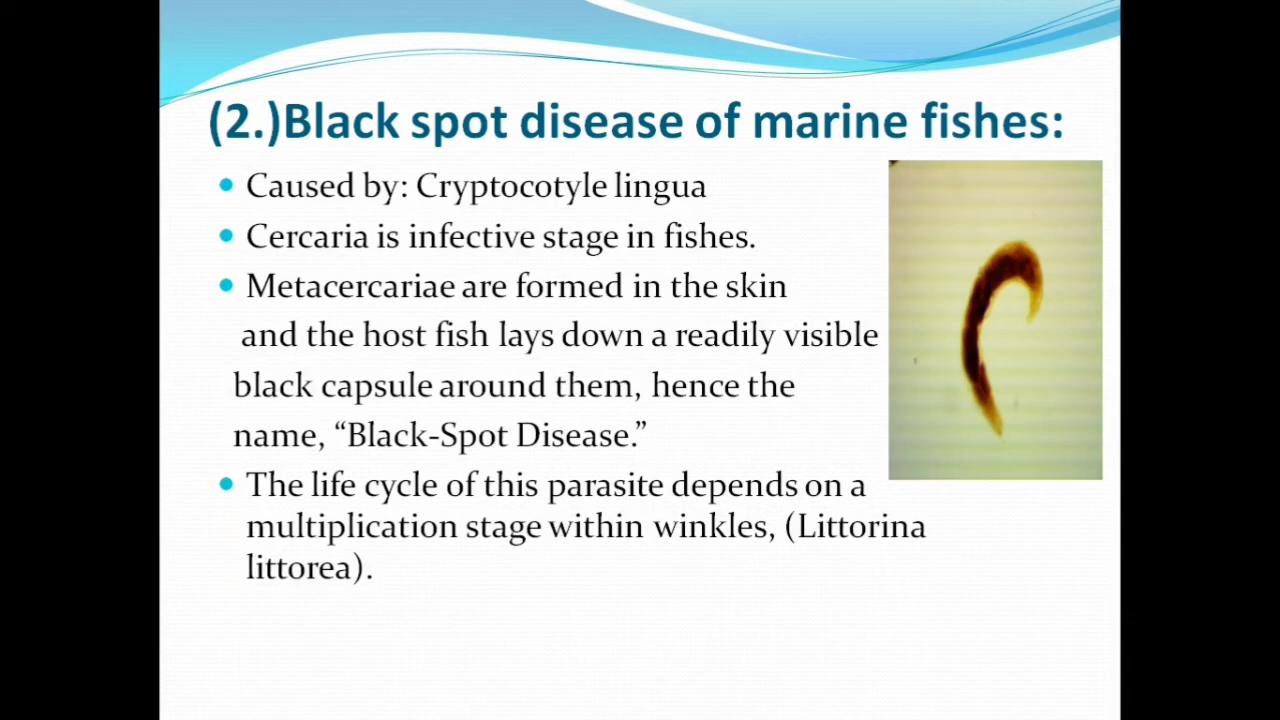 (2.)Black spot disease of marine fishes:
• Caused by: Cryptocotyle lingua
• Cercaria is infective stage in fishes.
• Metacercariae are formed in the skin
and the host fish lays down a readily visible
black capsule around them, hence the
name, “Black-Spot Disease.”
• The life cycle of this parasite depends on a
multiplication stage within winkles, (Littorina
littorea).